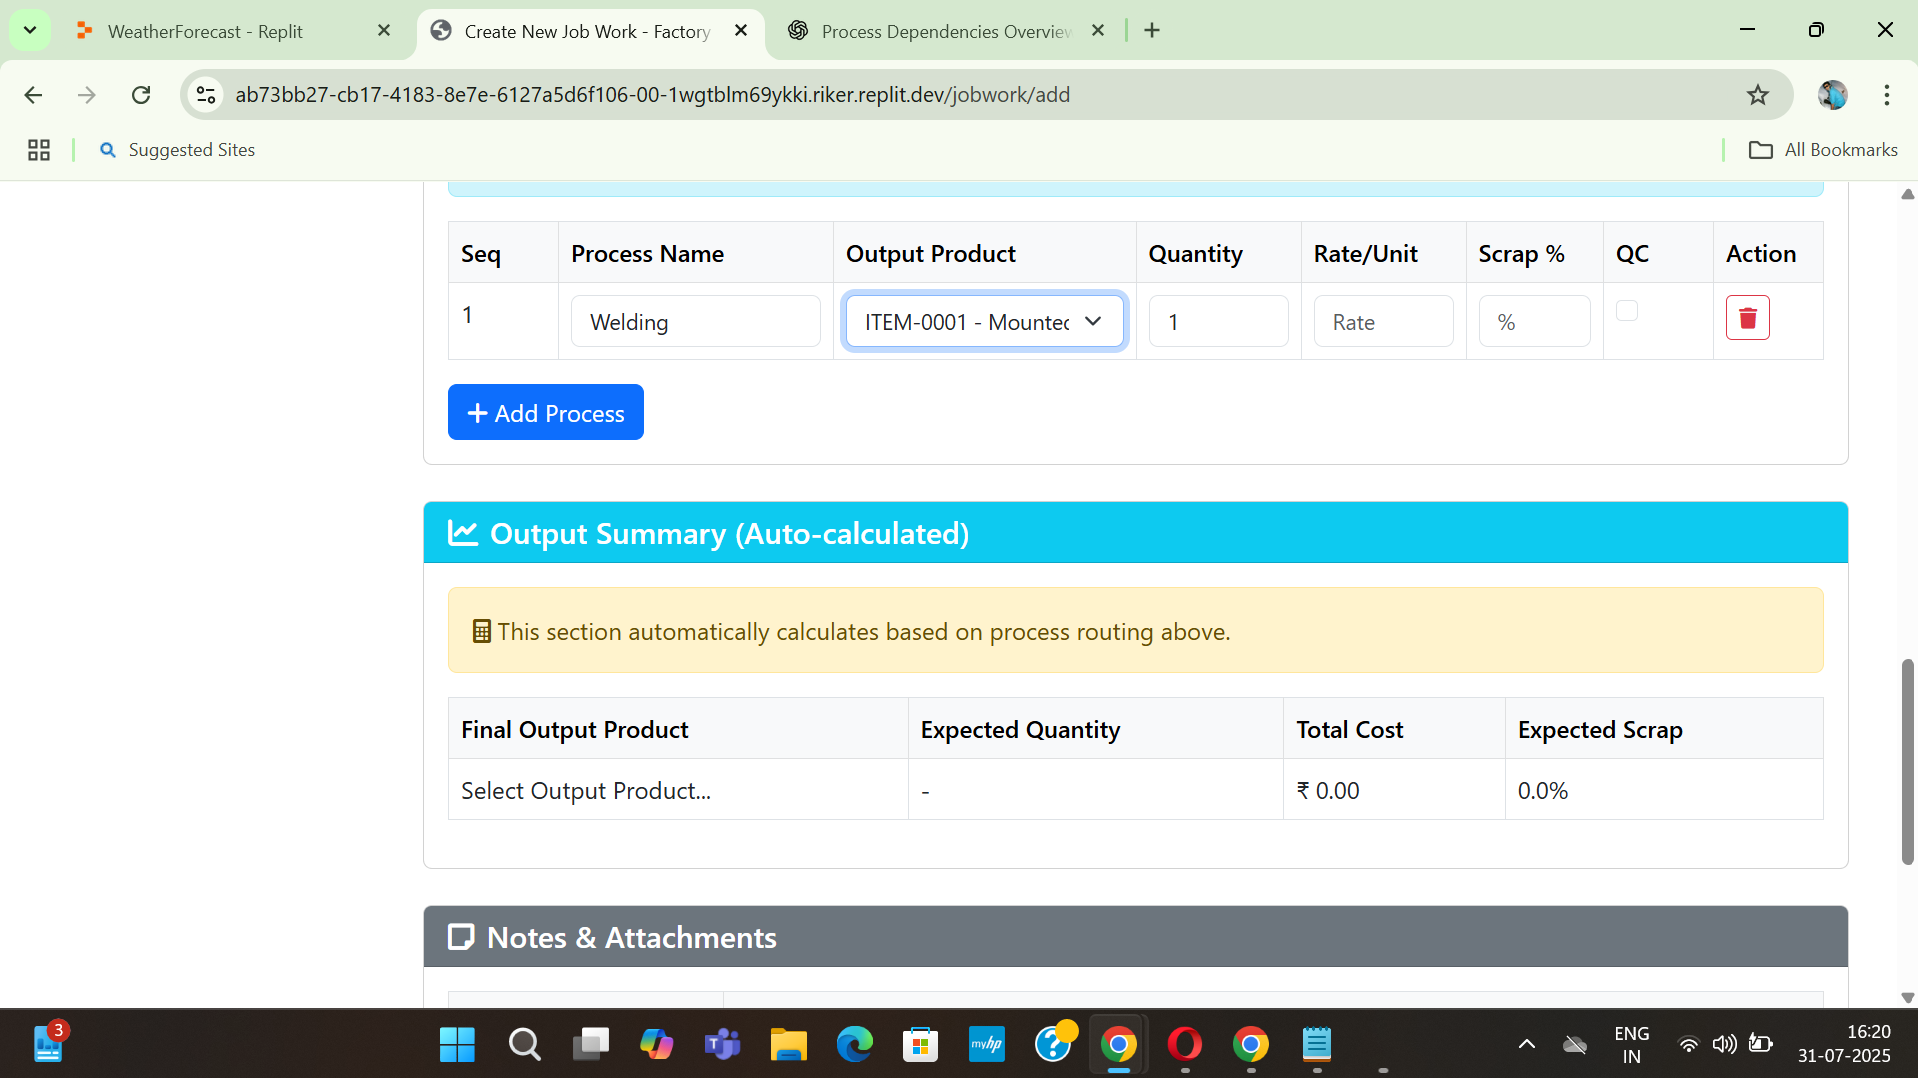 WeatherForecast - Replit
Create New Job Work - Factory
Process Dependencies Overview
ab73bb27-cb17-4183-8e7e-6127a5d6f106-00-1wgtblm69ykki.riker.replit.dev/jobwork/add
Suggested Sites
All Bookmarks
Seq Process Name Output Product Quantity Rate/Unit Scrap % QC Action
1 Welding ITEM-0001 - Mounted 1 Rate %
+ Add Process
Output Summary (Auto-calculated)
This section automatically calculates based on process routing above.
Final Output Product Expected Quantity Total Cost Expected Scrap
Select Output Product... - ₹ 0.00 0.0%
Notes & Attachments
3
myhp
ENG
IN
16:20
31-07-2025